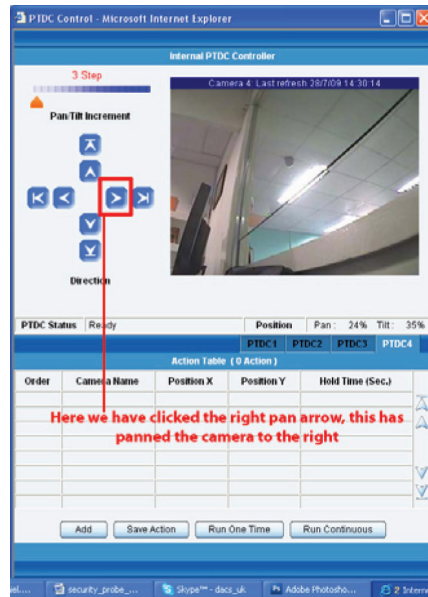 PTDC Control - Microsoft Internet Explorer
Internal PTDC Controller
3 Step
Camera 4: Last refresh 28/7/09 14:30:14
Pan/Tilt Increment
Direction
PTDC Status Ready Position Pan : 24% Tilt : 35%
PTDC1 PTDC2 PTDC3 PTDC4
Action Table ( 0 Action )
Order Camera Name Position X Position Y Hold Time (Sec.)
Here we have clicked the right pan arrow, this has
panned the camera to the right
Add Save Action Run One Time Run Continuous
el.... security_probe_... Skype™ - dacs_uk Adobe Photosho... 2 Interne